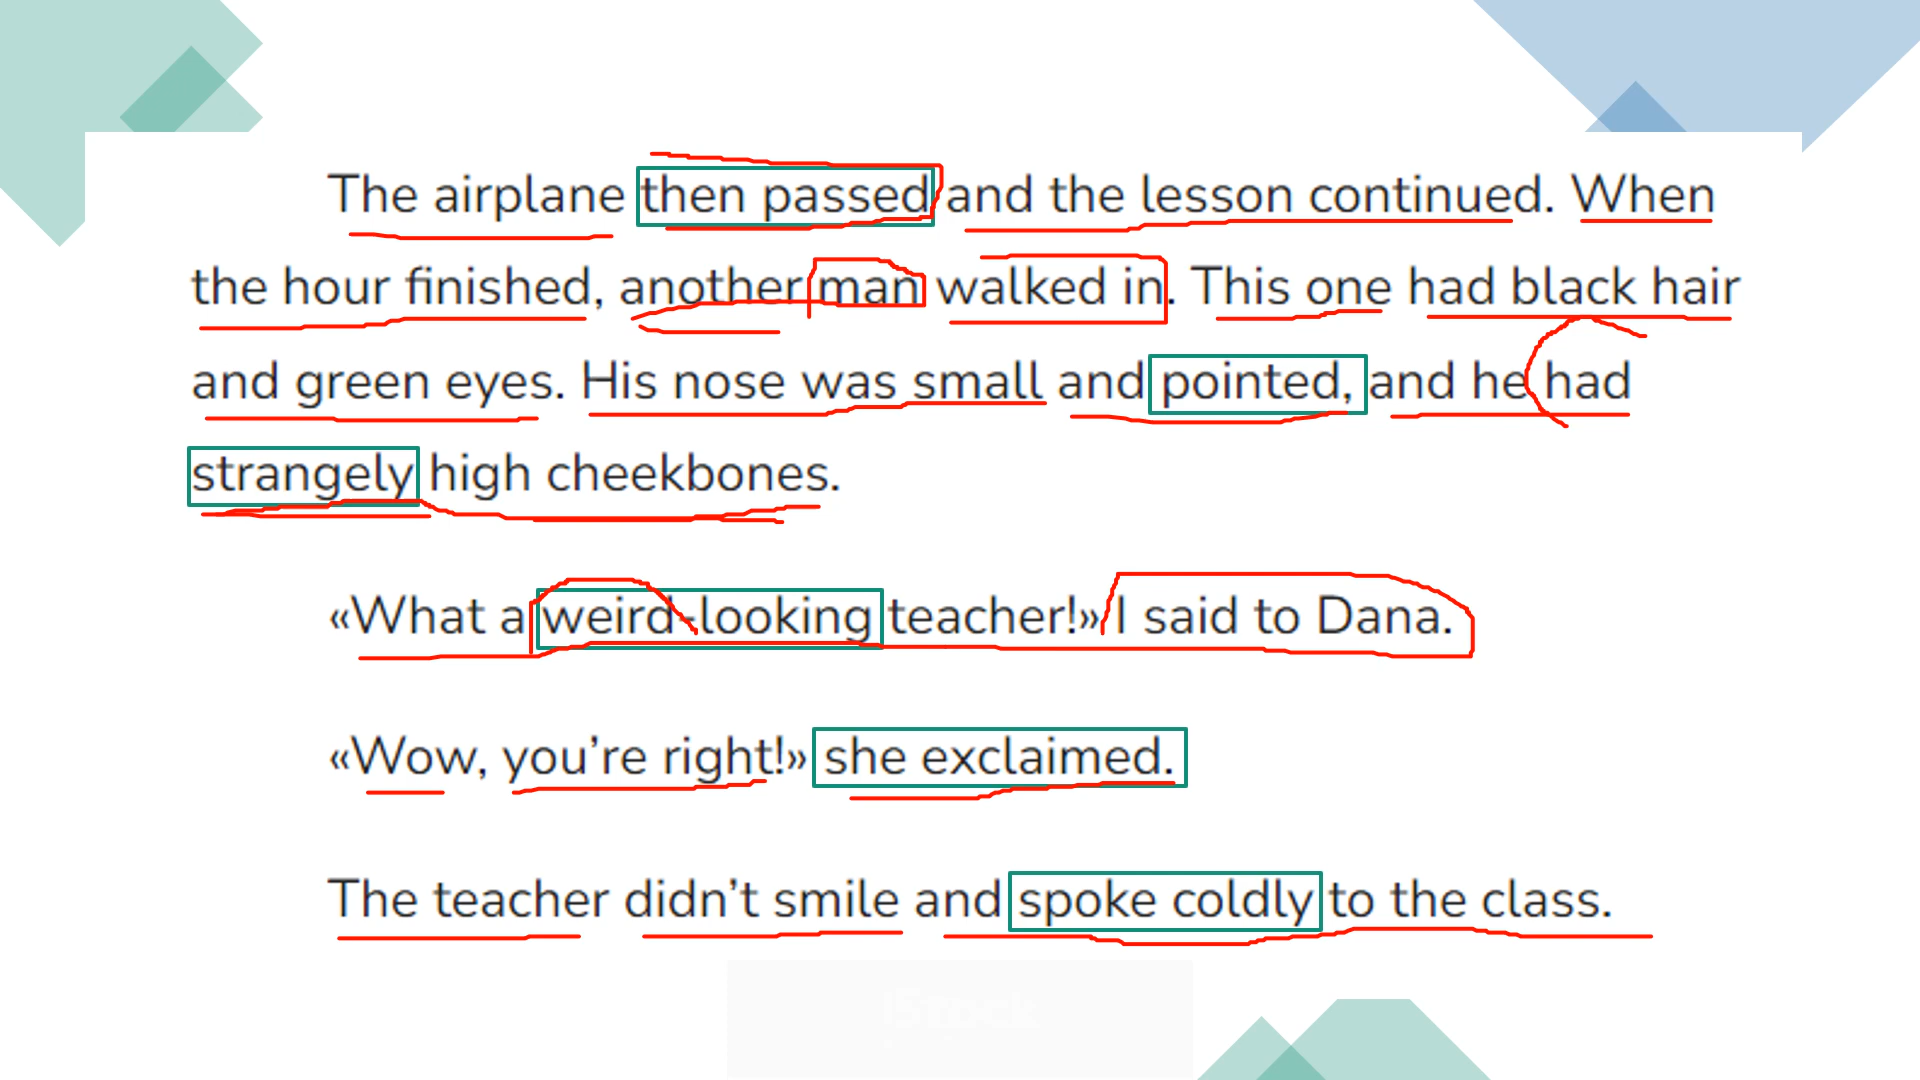 The airplane then passed and the lesson continued. When
the hour finished, another man walked in. This one had black hair
and green eyes. His nose was small and pointed, and he had
strangely high cheekbones.
«What a weird-looking teacher!» I said to Dana.
«Wow, you’re right!» she exclaimed.
The teacher didn’t smile and spoke coldly to the class.